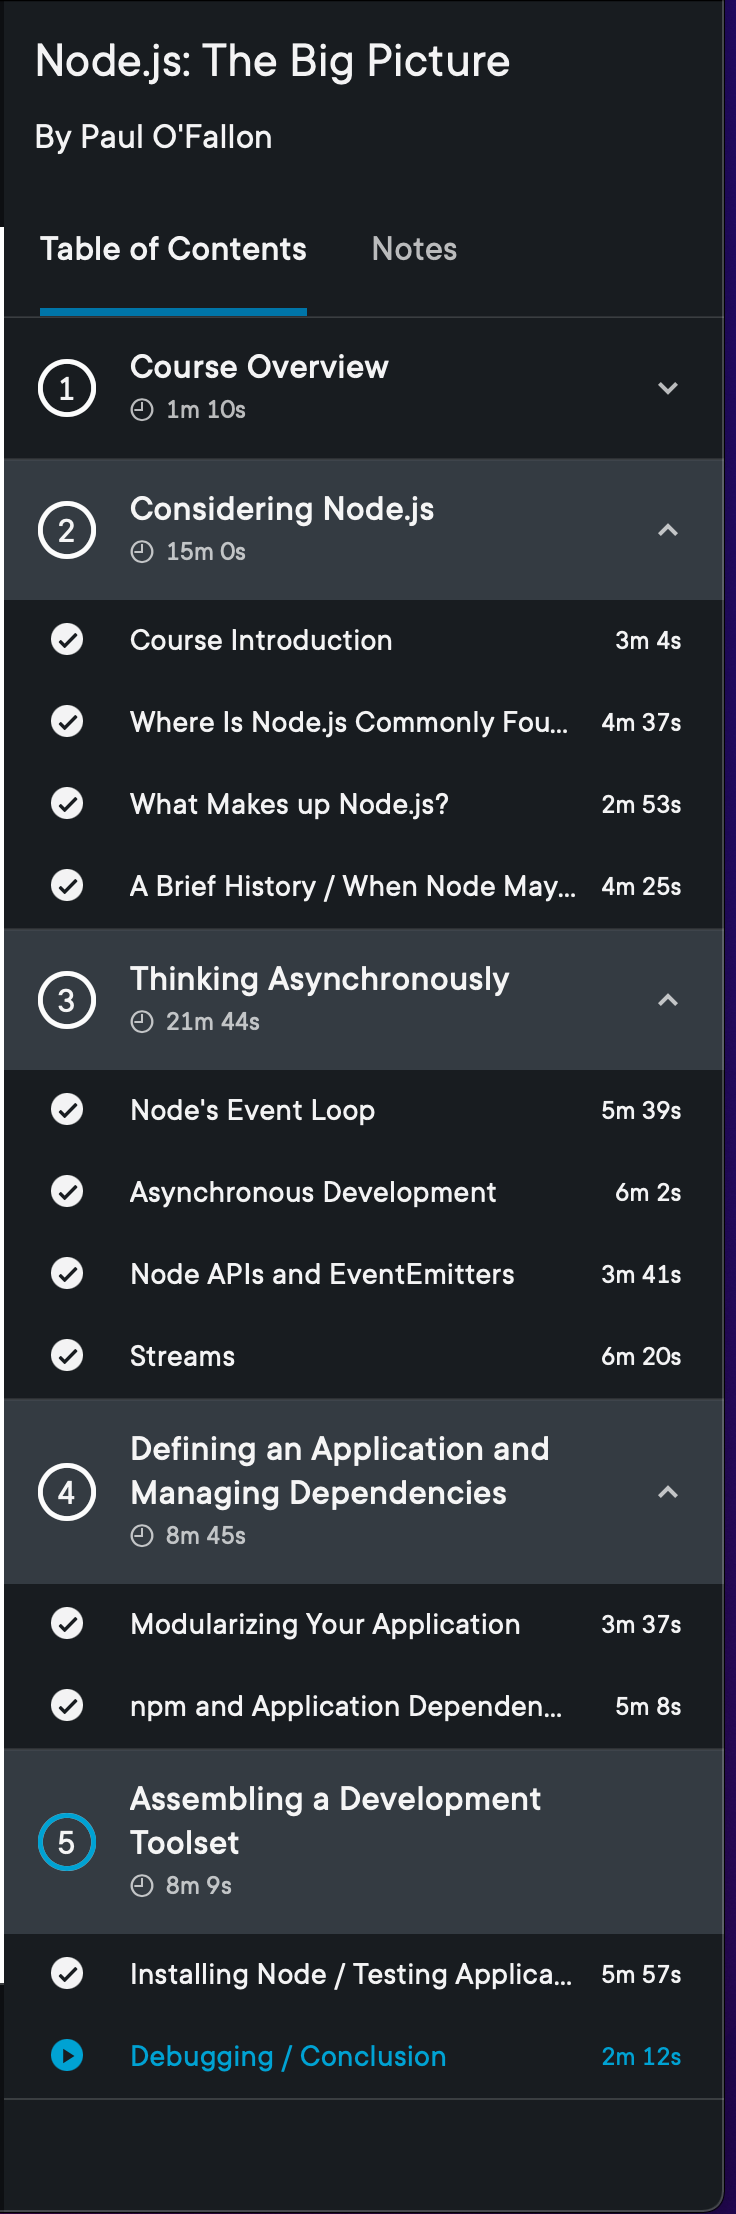 Node.js: The Big Picture
By Paul O'Fallon
Table of Contents Notes
1 Course Overview
1m 10s
2 Considering Node.js
15m 0s
Course Introduction 3m 4s
Where Is Node.js Commonly Fou... 4m 37s
What Makes up Node.js? 2m 53s
A Brief History / When Node May... 4m 25s
3 Thinking Asynchronously
21m 44s
Node's Event Loop 5m 39s
Asynchronous Development 6m 2s
Node APIs and EventEmitters 3m 41s
Streams 6m 20s
Defining an Application and
4 Managing Dependencies
8m 45s
Modularizing Your Application 3m 37s
npm and Application Dependen... 5m 8s
Assembling a Development
5 Toolset
8m 9s
Installing Node / Testing Applica... 5m 57s
Debugging / Conclusion 2m 12s